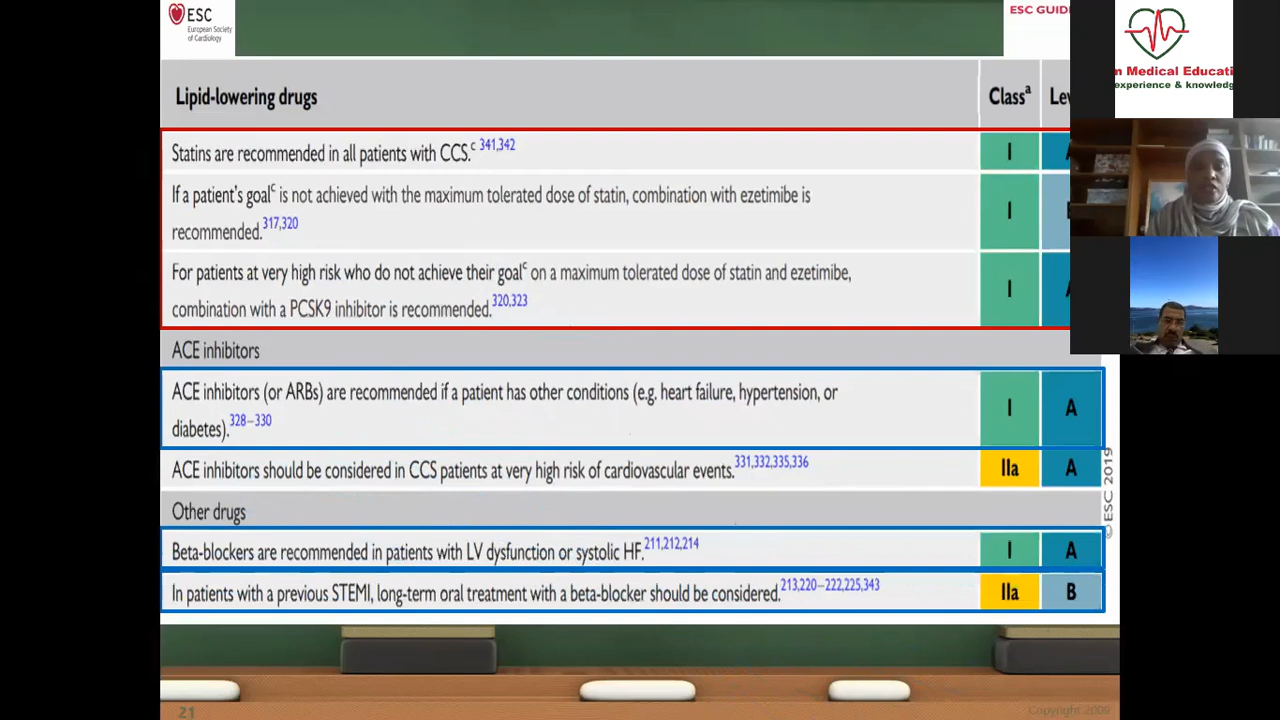 ESC
European Society
of Cardiology
ESC GUID
n Medical Educati
experience & knowledg
Lipid-lowering drugs
Classa
Lev
Statins are recommended in all patients with CCS.c 341,342
I
If a patient's goalc is not achieved with the maximum tolerated dose of statin, combination with ezetimibe is
recommended.317,320
I
For patients at very high risk who do not achieve their goalc on a maximum tolerated dose of statin and ezetimibe,
combination with a PCSK9 inhibitor is recommended.320,323
I
ACE inhibitors
ACE inhibitors (or ARBs) are recommended if a patient has other conditions (e.g. heart failure, hypertension, or
diabetes).328–330
I
A
ACE inhibitors should be considered in CCS patients at very high risk of cardiovascular events.331,332,335,336
IIa
A
Other drugs
Beta-blockers are recommended in patients with LV dysfunction or systolic HF.211,212,214
I
A
In patients with a previous STEMI, long-term oral treatment with a beta-blocker should be considered.213,220–222,225,343
IIa
B
© ESC 2019
21
Copyright 2009